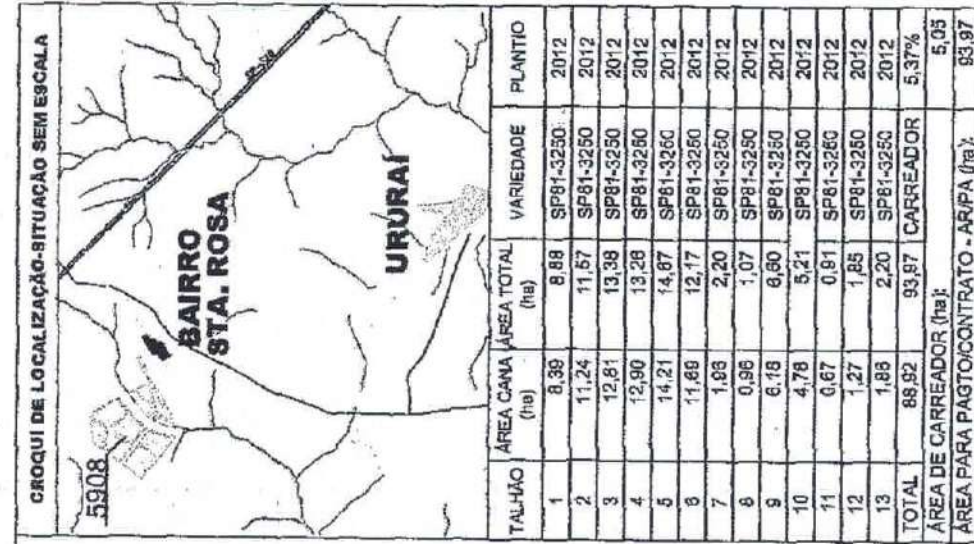 CROQUI DE LOCALIZAÇÃO-SITUAÇÃO SEM ESCALA
5908
BAIRRO
STA. ROSA
URURAÍ
TALHÃO ÁREA CANA (ha) ÁREA TOTAL (ha) VARIEDADE PLANTIO
1 8,39 8,88 SP81-3250 2012
2 11,24 11,57 SP81-3250 2012
3 12,81 13,38 SP81-3250 2012
4 12,90 13,26 SP81-3250 2012
5 14,21 14,67 SP81-3250 2012
6 11,69 12,17 SP81-3250 2012
7 1,93 2,20 SP81-3250 2012
8 0,96 1,07 SP81-3250 2012
9 6,18 6,60 SP81-3250 2012
10 4,78 5,21 SP81-3250 2012
11 0,67 0,91 SP81-3250 2012
12 1,27 1,85 SP81-3250 2012
13 1,88 2,20 SP81-3250 2012
TOTAL 88,92 93,97 CARREADOR 5,37%
ÁREA DE CARREADOR (ha): 5,05
ÁREA PARA PAGTO/CONTRATO - AR/PA (ha): 93,97